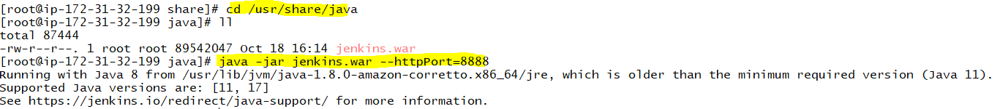 [root@ip-172-31-32-199 share]# cd /usr/share/java
[root@ip-172-31-32-199 java]# ll
total 87444
-rw-r--r--. 1 root root 89542047 Oct 18 16:14 jenkins.war
[root@ip-172-31-32-199 java]# java -jar jenkins.war --httpPort=8888
Running with Java 8 from /usr/lib/jvm/java-1.8.0-amazon-corretto.x86_64/jre, which is older than the minimum required version (Java 11).
Supported Java versions are: [11, 17]
See https://jenkins.io/redirect/java-support/ for more information.